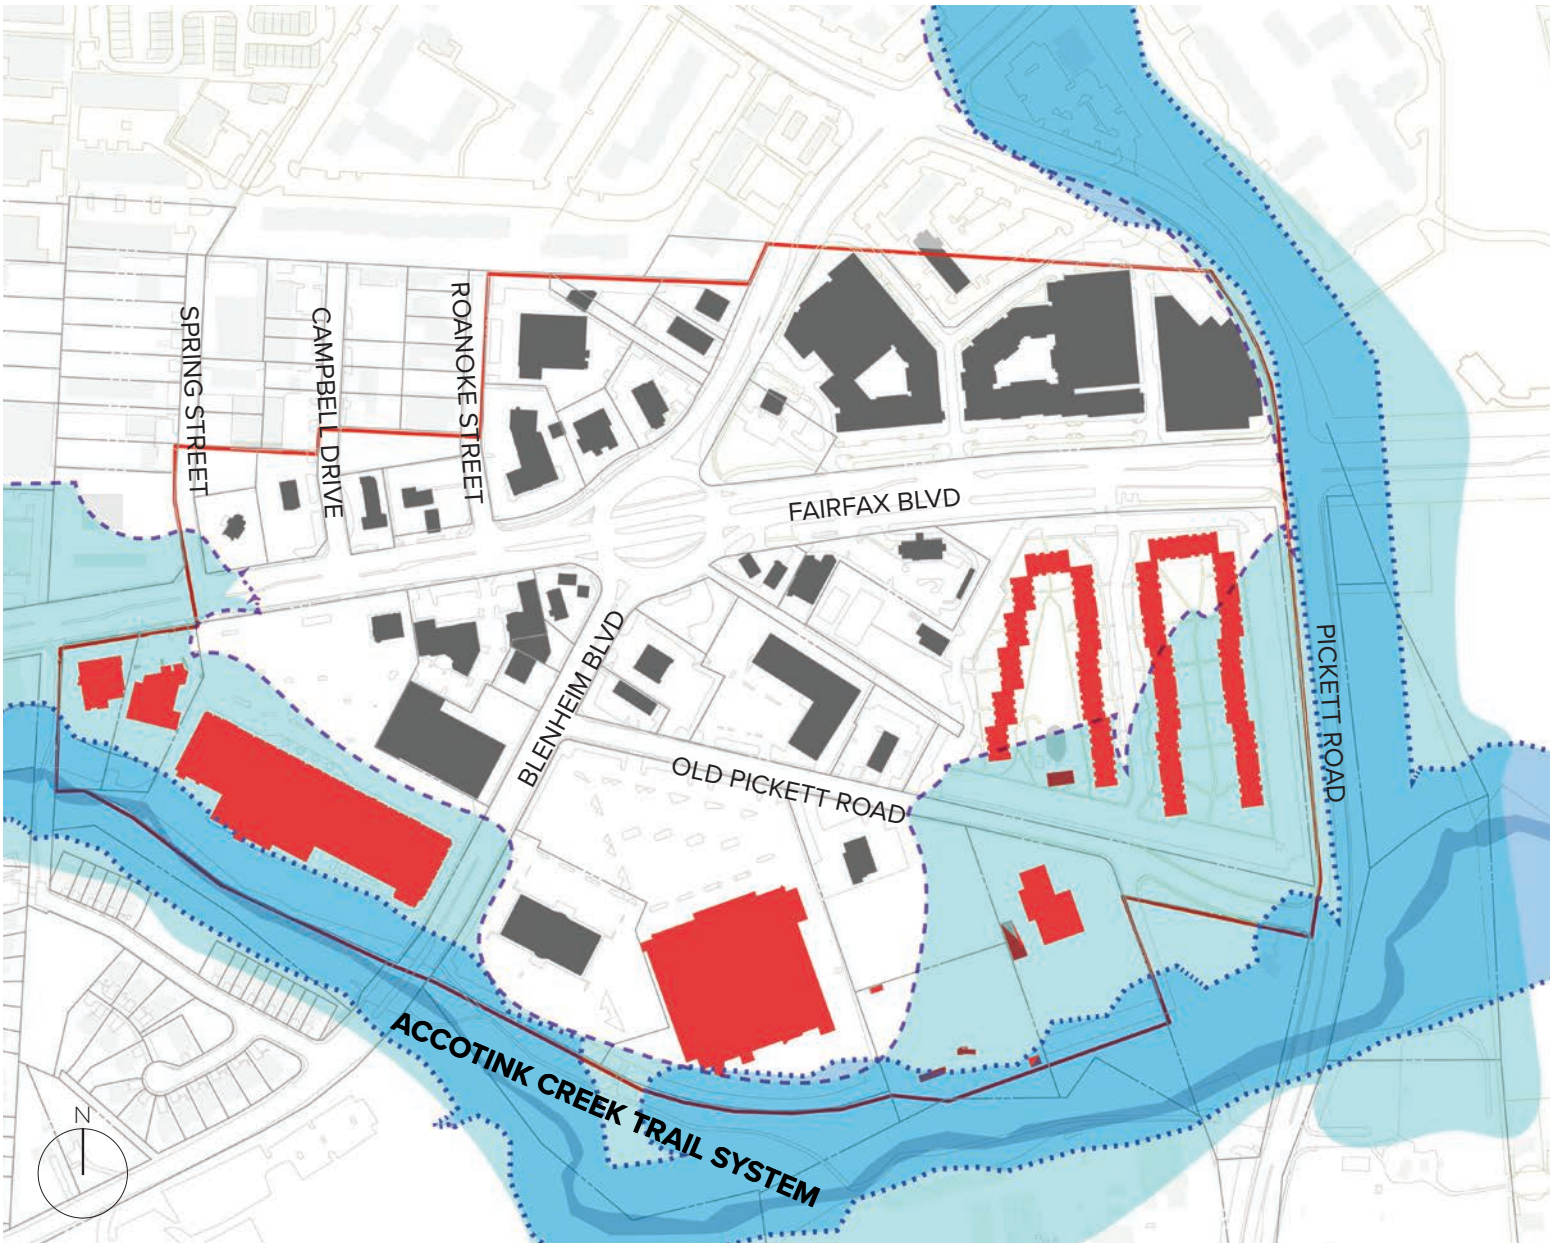 SPRING STREET
CAMPBELL DRIVE
ROANOKE STREET
FAIRFAX BLVD
BLENHEIM BLVD
PICKETT ROAD
OLD PICKETT ROAD
ACCOTINK CREEK TRAIL SYSTEM
N